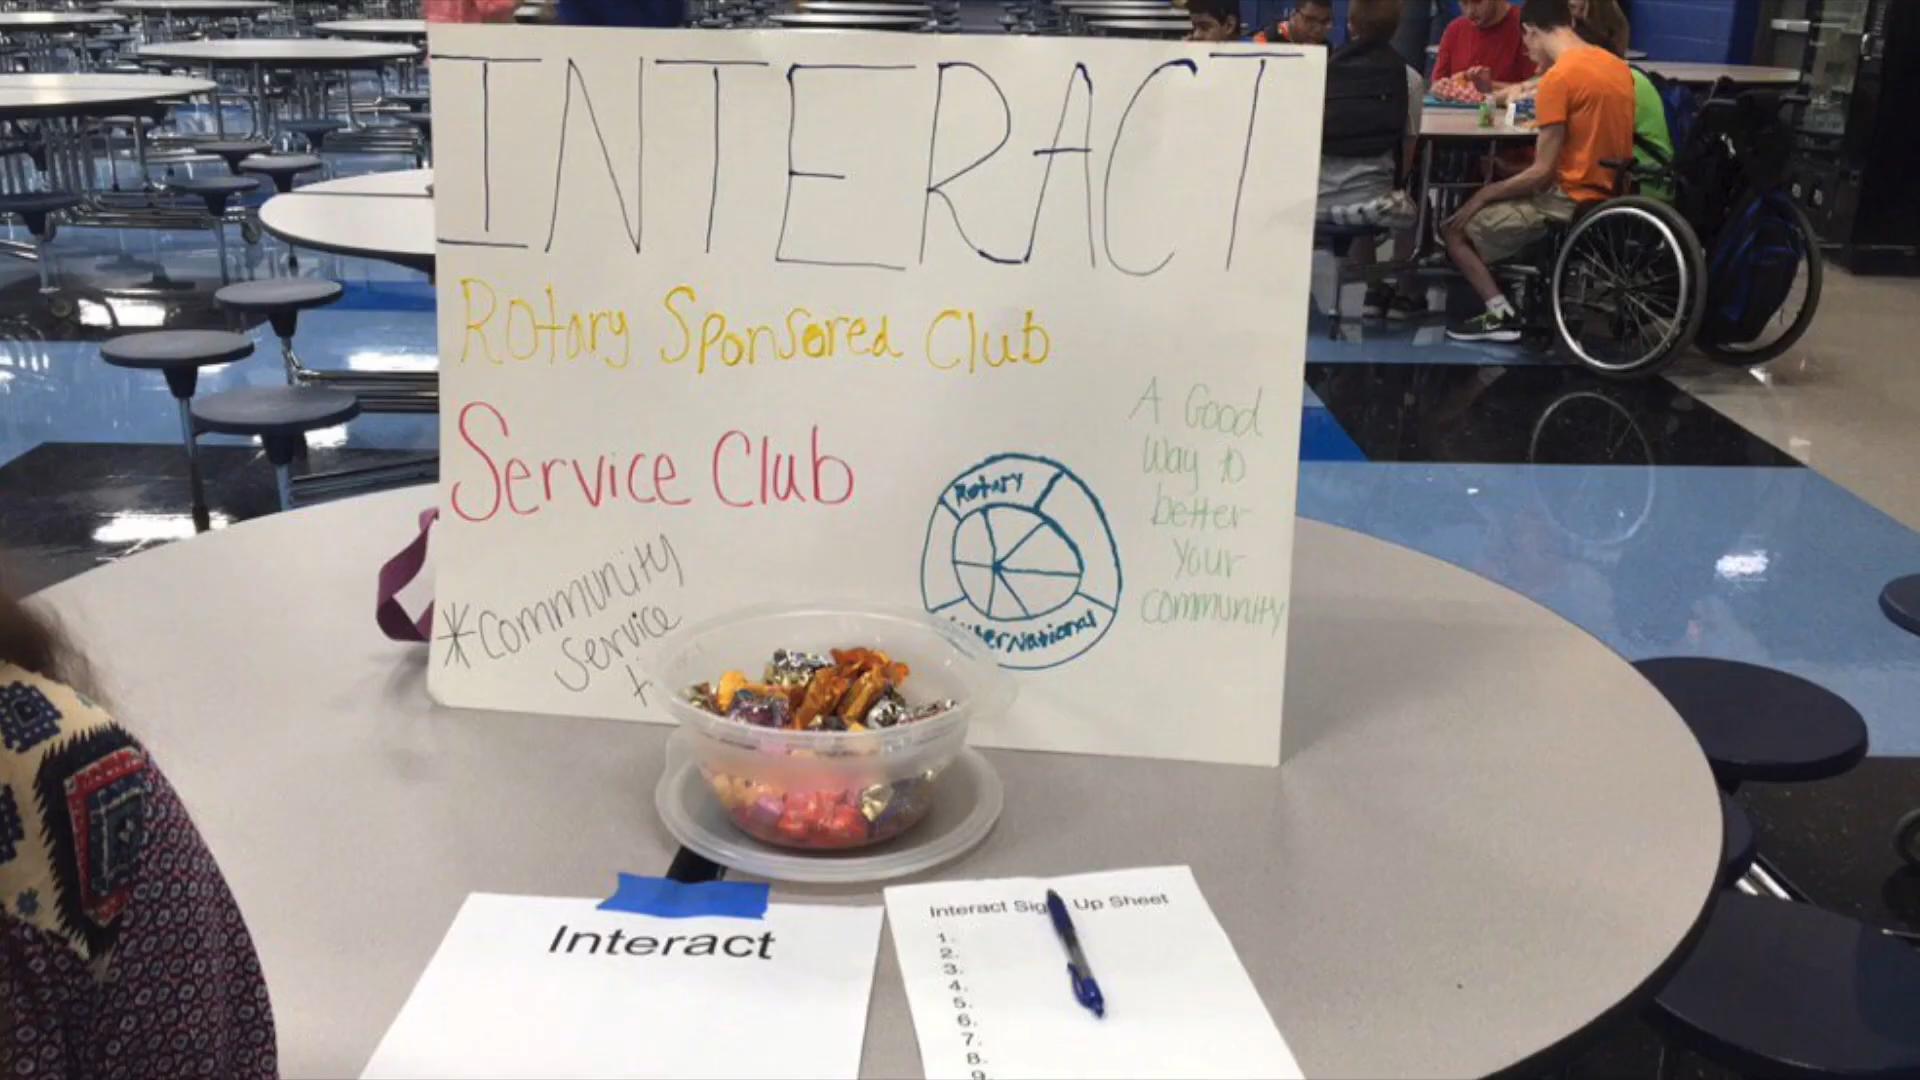 INTERACT
Rotary Sponsored Club
Service Club
A Good
Way to
better
Your
community
Rotary
International
*Community
Service
+
Interact
Interact Sign Up Sheet
1.
2.
3.
4.
5.
6.
7.
8.
9.